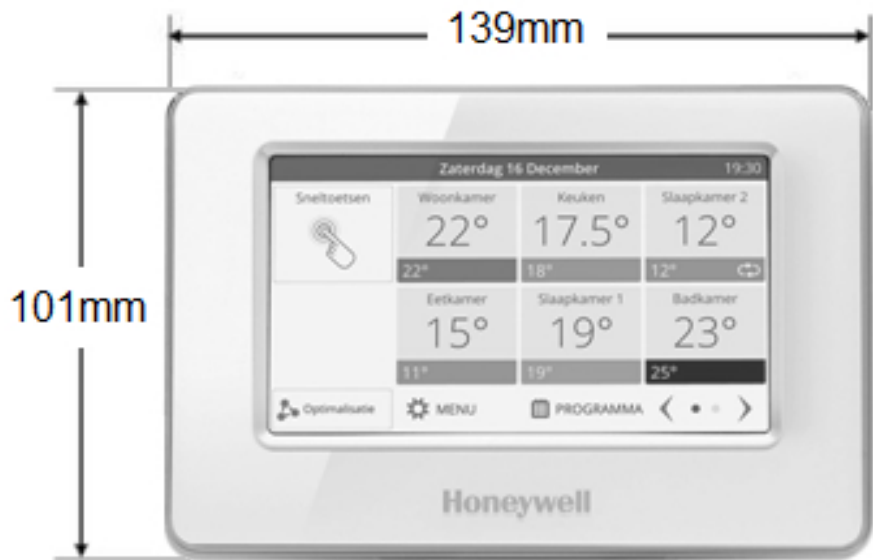 139mm
101mm
Zaterdag 16 December 19:30
Sneltoetsen Woonkamer Keuken Slaapkamer 2
22° 17.5° 12°
22° 18° 12°
Eetkamer Slaapkamer 1 Badkamer
15° 19° 23°
11° 19° 25°
Optimalisatie MENU PROGRAMMA
Honeywell